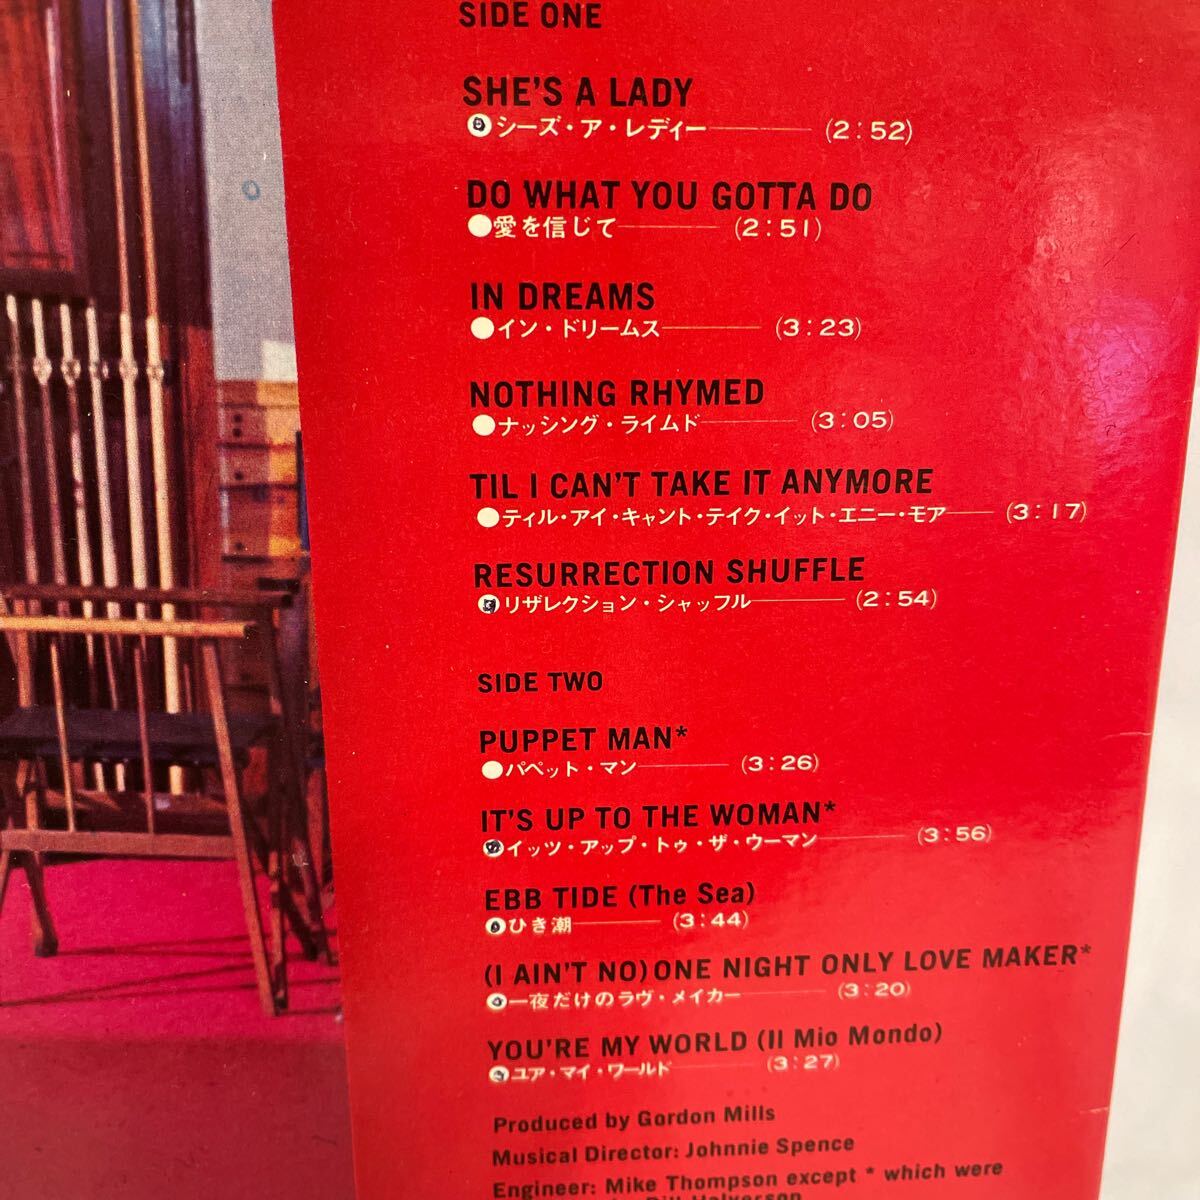 SIDE ONE
SHE'S A LADY
シーズ・ア・レディー (2:52)
DO WHAT YOU GOTTA DO
●愛を信じて (2:51)
IN DREAMS
●イン・ドリームス (3:23)
NOTHING RHYMED
●ナッシング・ライムド (3:05)
TIL I CAN'T TAKE IT ANYMORE
●ティル・アイ・キャント・テイク・イット・エニー・モア (3:17)
RESURRECTION SHUFFLE
リザレクション・シャッフル (2:54)
SIDE TWO
PUPPET MAN*
●パペット・マン (3:26)
IT'S UP TO THE WOMAN*
イッツ・アップ・トゥ・ザ・ウーマン (3:56)
EBB TIDE (The Sea)
ひき潮 (3:44)
(I AIN'T NO) ONE NIGHT ONLY LOVE MAKER*
一夜だけのラヴ・メイカー (3:20)
YOU'RE MY WORLD (Il Mio Mondo)
ユア・マイ・ワールド (3:27)
Produced by Gordon Mills
Musical Director: Johnnie Spence
Engineer: Mike Thompson except * which were